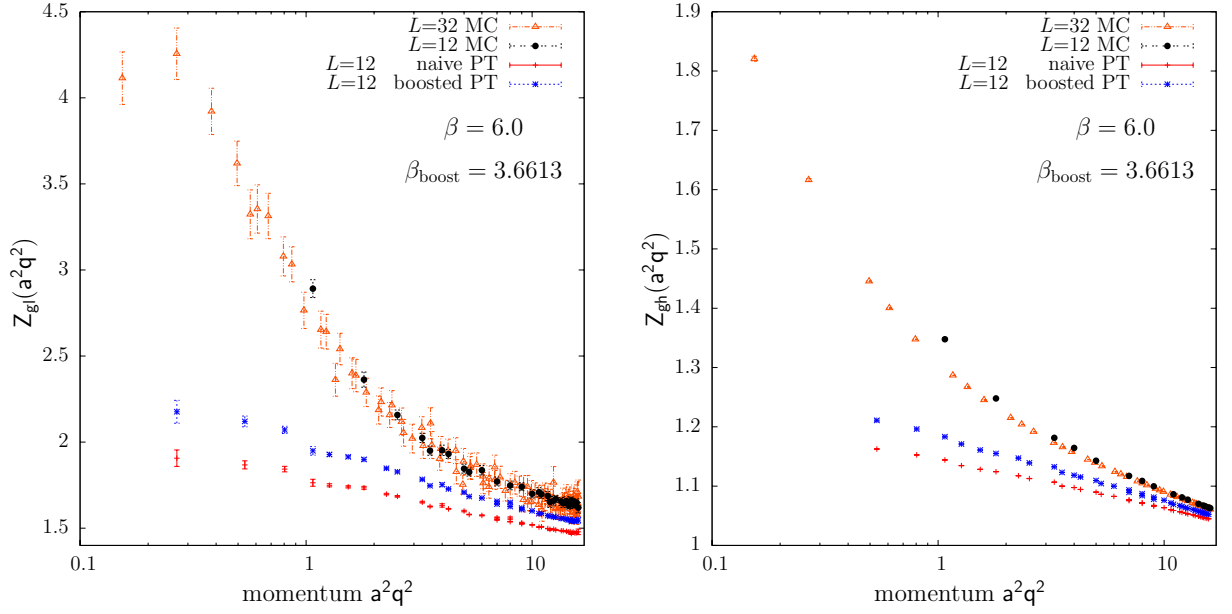 4.5
4
3.5
3
2.5
2
1.5
0.1
1
10
Z_gl(a²q²)
momentum a²q²
L=32 MC
L=12 MC
L=12 naive PT
L=12 boosted PT
β = 6.0
β_boost = 3.6613
1.9
1.8
1.7
1.6
1.5
1.4
1.3
1.2
1.1
1
0.1
1
10
Z_gh(a²q²)
momentum a²q²
L=32 MC
L=12 MC
L=12 naive PT
L=12 boosted PT
β = 6.0
β_boost = 3.6613